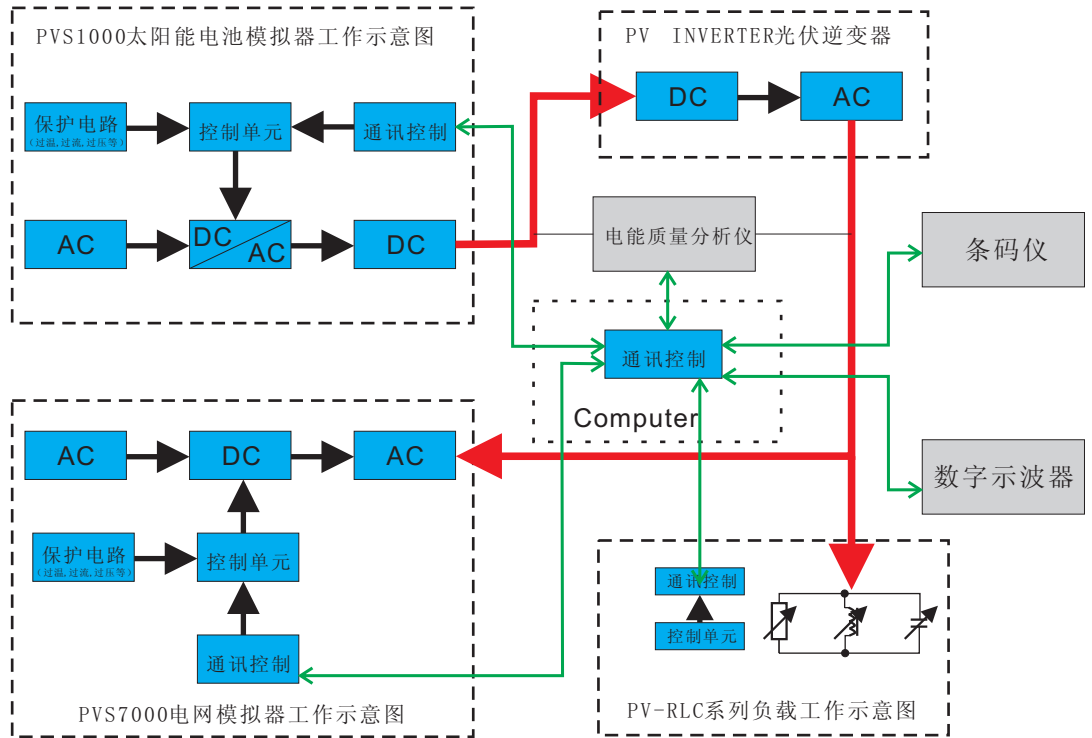 PVS1000太阳能电池模拟器工作示意图
保护电路
(过温,过流,过压等)
控制单元
通讯控制
AC
DC
AC
DC
PV INVERTER光伏逆变器
DC
AC
电能质量分析仪
条码仪
通讯控制
Computer
数字示波器
AC
DC
AC
保护电路
(过温,过流,过压等)
控制单元
通讯控制
PVS7000电网模拟器工作示意图
通讯控制
控制单元
PV-RLC系列负载工作示意图